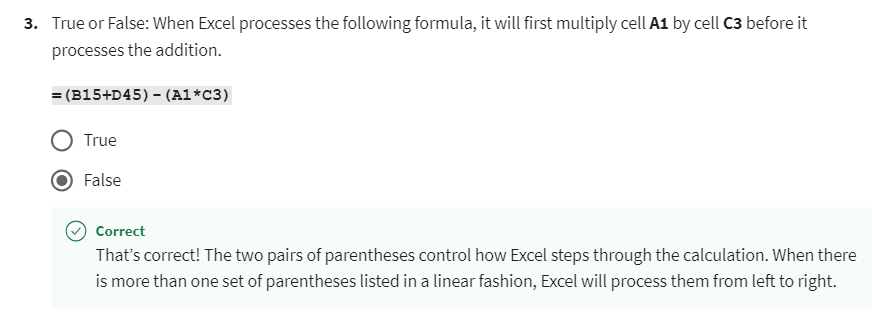 3. True or False: When Excel processes the following formula, it will first multiply cell A1 by cell C3 before it
processes the addition.
=(B15+D45)-(A1*C3)
True
False
Correct
That’s correct! The two pairs of parentheses control how Excel steps through the calculation. When there
is more than one set of parentheses listed in a linear fashion, Excel will process them from left to right.